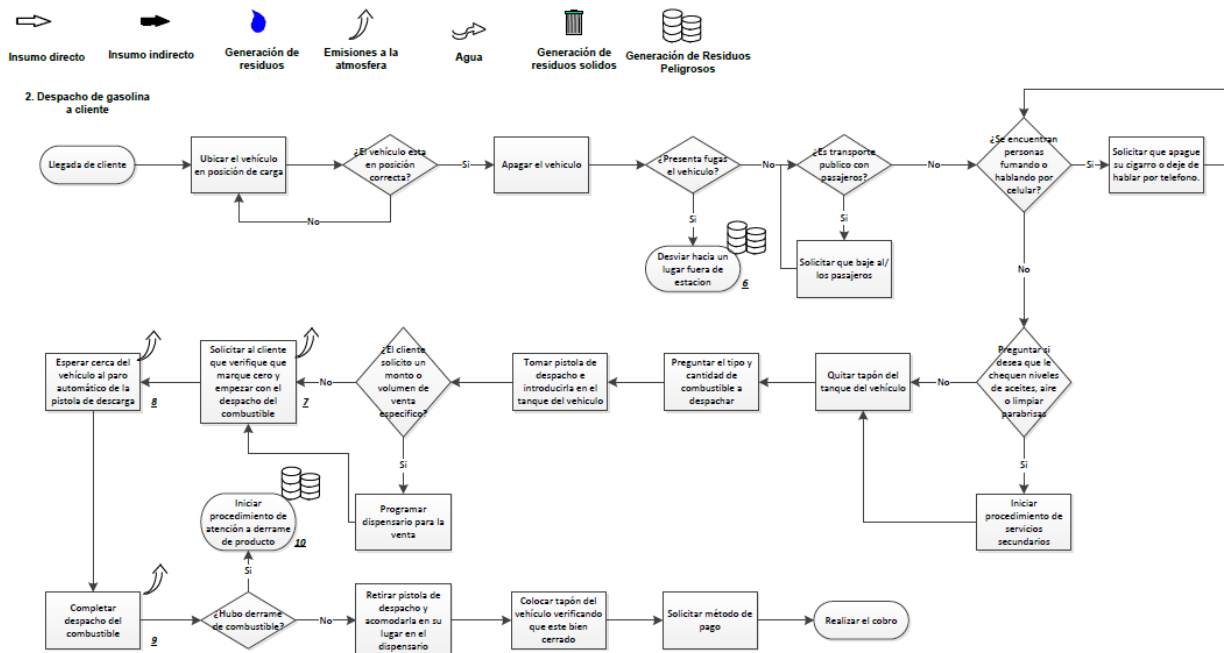 Insumo directo
Insumo indirecto
Generación de
residuos
Emisiones a la
atmosfera
Agua
Generación de
residuos solidos
Generación de Residuos
Peligrosos
2. Despacho de gasolina
a cliente
Llegada de cliente
Ubicar el vehículo
en posición de carga
¿El vehículo esta
en posición
correcta?
Si
No
Apagar el vehiculo
¿Presenta fugas
el vehiculo?
No
Si
Desviar hacia un
lugar fuera de
estacion
6
¿Es transporte
publico con
pasajeros?
No
Si
Solicitar que baje al/
los pasajeros
¿Se encuentran
personas
fumando o
hablando por
celular?
Si
Solicitar que apague
su cigarro o deje de
hablar por telefono.
No
Preguntar si
desea que le
chequen niveles
de aceites, aire
o limpiar
parabrisas
No
Si
Iniciar
procedimiento de
servicios
secundarios
Quitar tapón del
tanque del vehículo
Preguntar el tipo y
cantidad de
combustible a
despachar
Tomar pistola de
despacho e
introducirla en el
tanque del vehiculo
¿El cliente
solicito un
monto o
volumen de
venta
especifico?
No
Si
Programar
dispensario para la
venta
Solicitar al cliente
que verifique que
marque cero y
empezar con el
despacho del
combustible
7
Esperar cerca del
vehículo al paro
automático de la
pistola de descarga
8
Completar
despacho del
combustible
9
¿Hubo derrame
de combustible?
Si
Iniciar
procedimiento de
atención a derrame
de producto
10
No
Retirar pistola de
despacho y
acomodarla en su
lugar en el
dispensario
Colocar tapón del
vehículo verificando
que este bien
cerrado
Solicitar método de
pago
Realizar el cobro